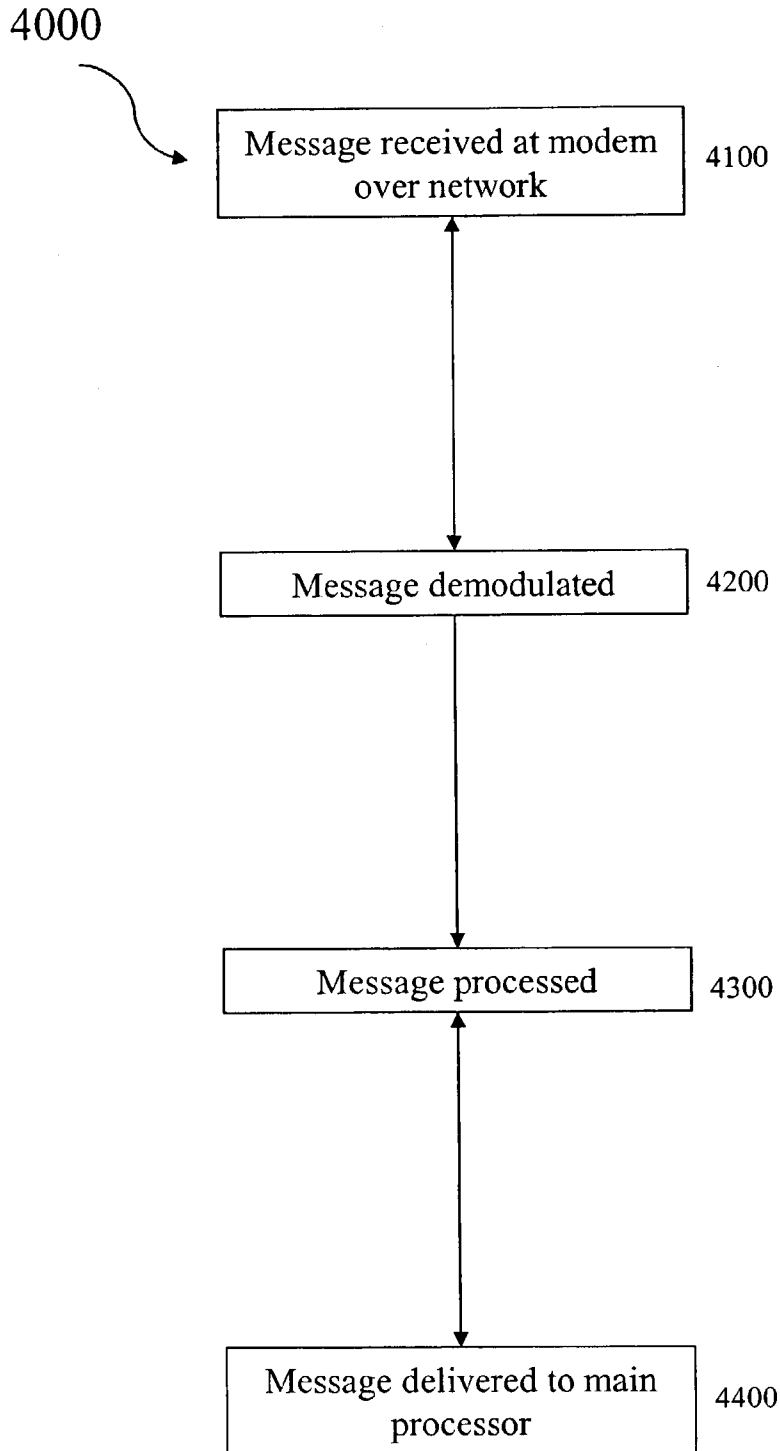 4000
Message received at modem
over network
4100
Message demodulated
4200
Message processed
4300
Message delivered to main
processor
4400